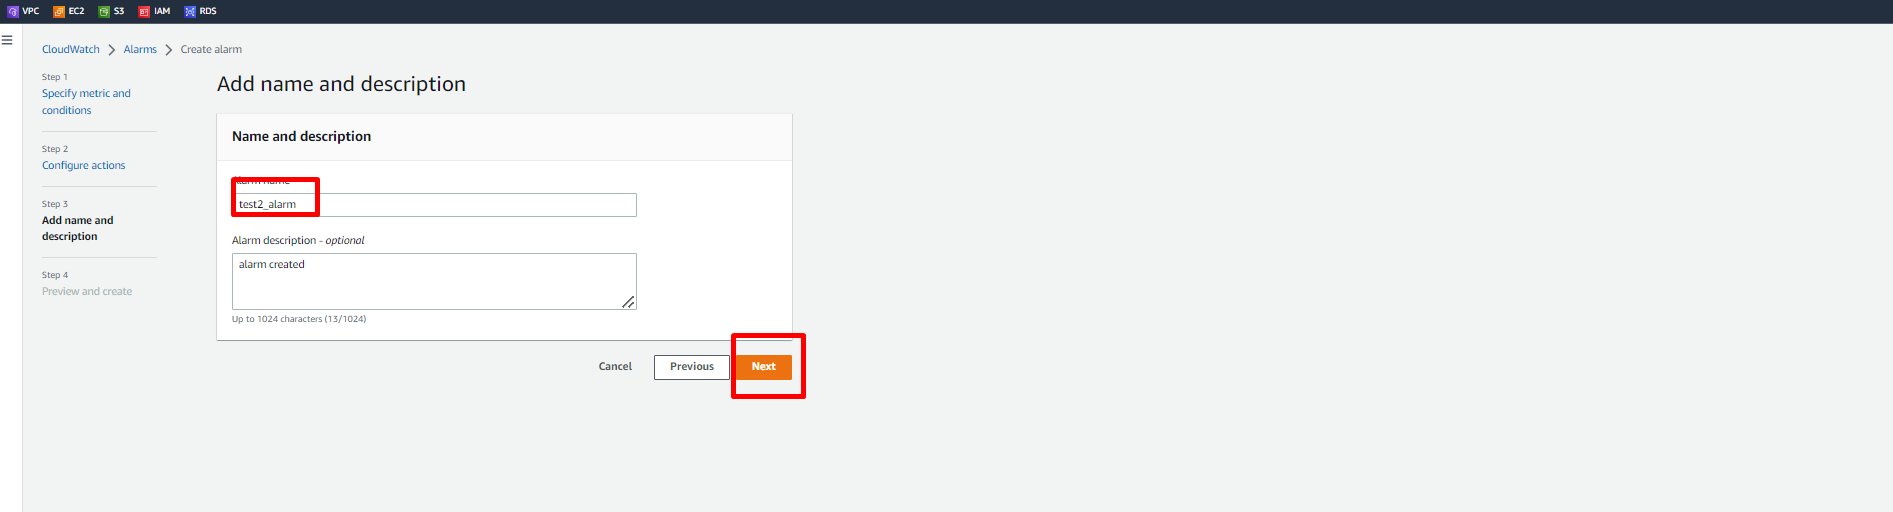 VPC EC2 S3 IAM RDS
CloudWatch Alarms Create alarm
Step 1
Specify metric and
conditions
Step 2
Configure actions
Step 3
Add name and
description
Step 4
Preview and create
Add name and description
Name and description
Alarm name
test2_alarm
Alarm description - optional
alarm created
Up to 1024 characters (13/1024)
Cancel Previous Next